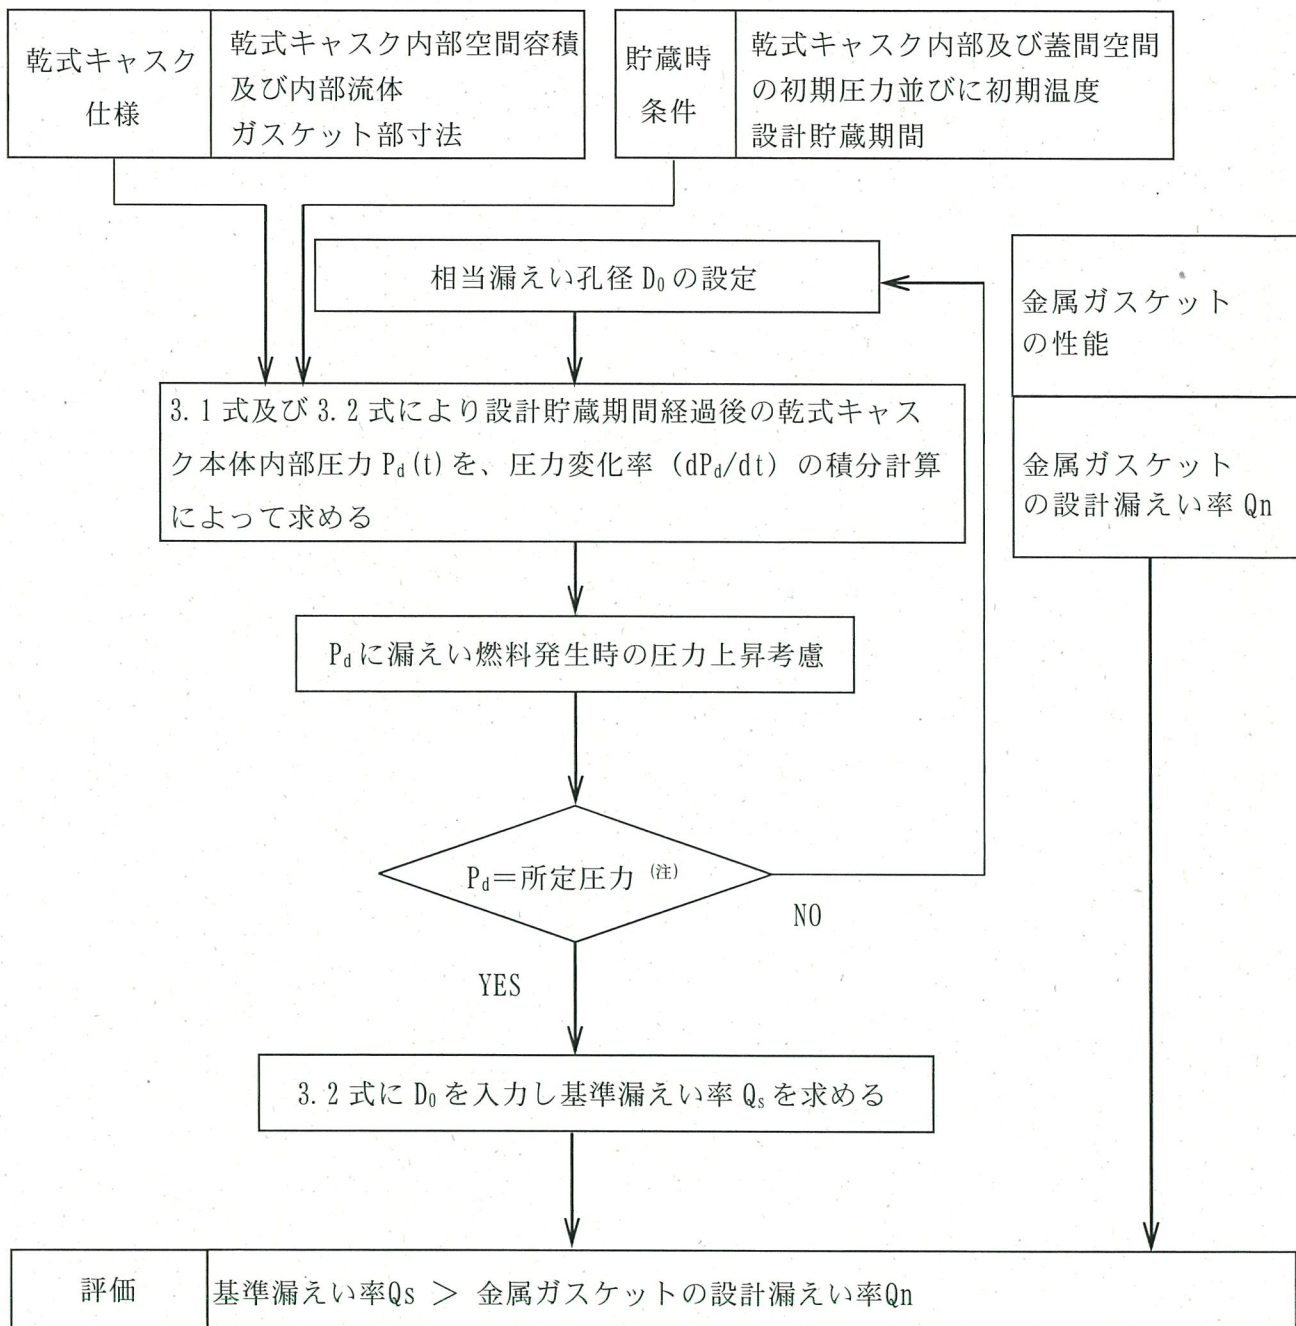 乾式キャスク
仕様
乾式キャスク内部空間容積
及び内部流体
ガスケット部寸法
貯蔵時
条件
乾式キャスク内部及び蓋間空間
の初期圧力並びに初期温度
設計貯蔵期間
相当漏えい孔径 D₀ の設定
金属ガスケット
の性能
3.1 式及び 3.2 式により設計貯蔵期間経過後の乾式キャス
ク本体内部圧力 Pd(t) を、圧力変化率（dPd/dt）の積分計算
によって求める
金属ガスケット
の設計漏えい率 Qn
Pd に漏えい燃料発生時の圧力上昇考慮
Pd＝所定圧力 (注)
NO
YES
3.2 式に D₀ を入力し基準漏えい率 Qs を求める
評価
基準漏えい率Qs ＞ 金属ガスケットの設計漏えい率Qn